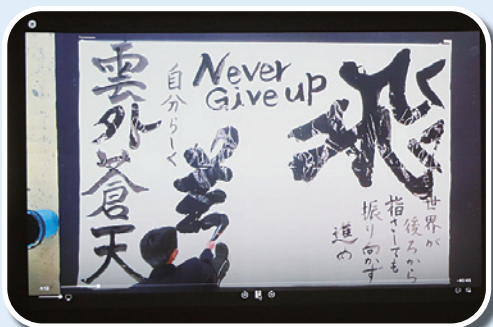 飛
世界が
後ろから
指さしても
振り向かず
進め
Never
Give up
自分らしく
雲外蒼天